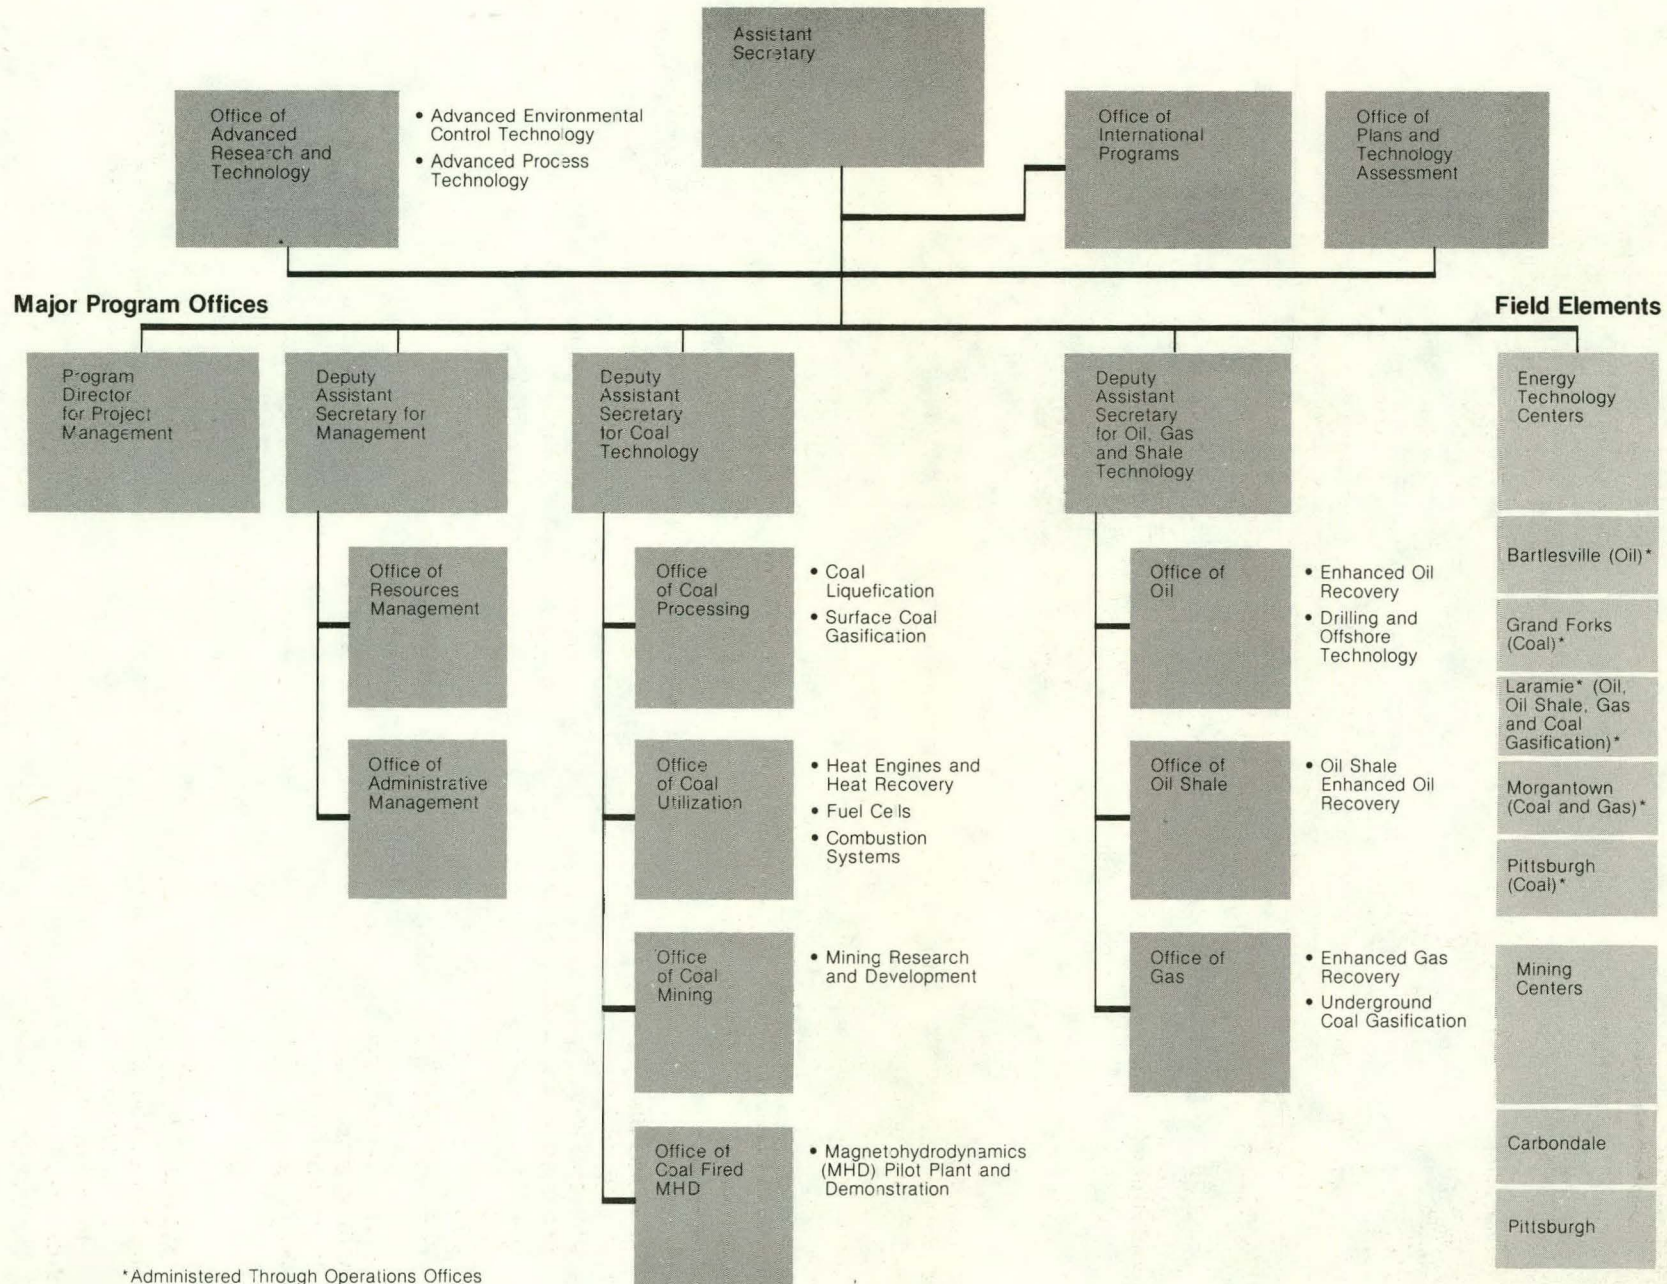 Assistant
Secretary
Office of
Advanced
Research and
Technology
• Advanced Environmental
Control Technology
• Advanced Process
Technology
Office of
International
Programs
Office of
Plans and
Technology
Assessment
Major Program Offices
Field Elements
Program
Director
for Project
Management
Deputy
Assistant
Secretary for
Management
Office of
Resources
Management
Office of
Administrative
Management
Deputy
Assistant
Secretary
for Coal
Technology
Office
of Coal
Processing
• Coal
Liquefication
• Surface Coal
Gasification
Office
of Coal
Utilization
• Heat Engines and
Heat Recovery
• Fuel Cells
• Combustion
Systems
Office
of Coal
Mining
• Mining Research
and Development
Office of
Coal Fired
MHD
• Magnetohydrodynamics
(MHD) Pilot Plant and
Demonstration
Deputy
Assistant
Secretary
for Oil, Gas
and Shale
Technology
Office of
Oil
• Enhanced Oil
Recovery
• Drilling and
Offshore
Technology
Office of
Oil Shale
• Oil Shale
Enhanced Oil
Recovery
Office of
Gas
• Enhanced Gas
Recovery
• Underground
Coal Gasification
Energy
Technology
Centers
Bartlesville (Oil)*
Grand Forks
(Coal)*
Laramie* (Oil,
Oil Shale, Gas
and Coal
Gasification)*
Morgantown
(Coal and Gas)*
Pittsburgh
(Coal)*
Mining
Centers
Carbondale
Pittsburgh
*Administered Through Operations Offices